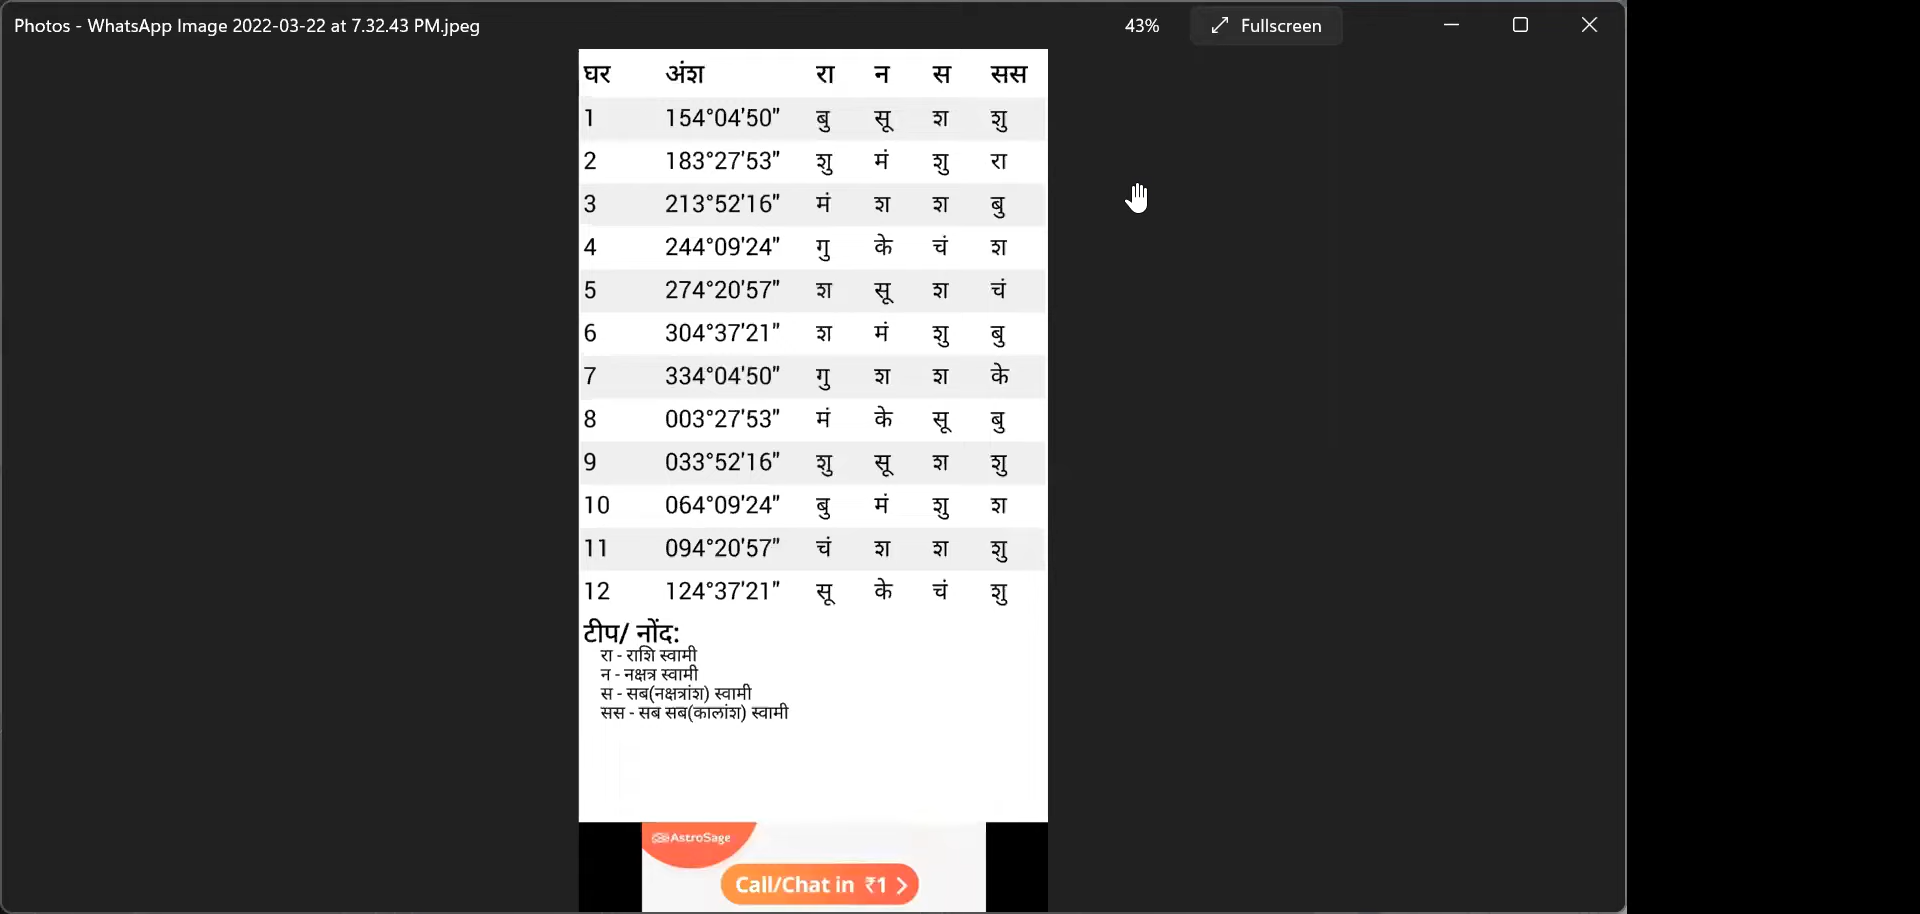 Photos - WhatsApp Image 2022-03-22 at 7.32.43 PM.jpeg 43% Fullscreen
घर अंश रा न स सस
1 154°04'50" बु सू श शु
2 183°27'53" शु मं शु रा
3 213°52'16" मं श श बु
4 244°09'24" गु के चं श
5 274°20'57" श सू श चं
6 304°37'21" श मं शु बु
7 334°04'50" गु श श के
8 003°27'53" मं के सू बु
9 033°52'16" शु सू श शु
10 064°09'24" बु मं शु श
11 094°20'57" चं श श शु
12 124°37'21" सू के चं शु
टीप/ नोंद:
रा - राशि स्वामी
न - नक्षत्र स्वामी
स - सब(नक्षत्रांश) स्वामी
सस - सब सब(कालांश) स्वामी
AstroSage
Call/Chat in ₹1